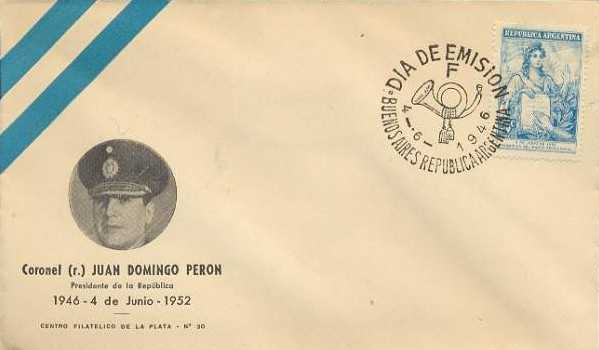 REPUBLICA ARGENTINA
DIA DE EMISION
F
4-6-1946
BUENOS AIRES REPUBLICA ARGENTINA
Coronel (r.) JUAN DOMINGO PERON
Presidente de la República
1946 - 4 de Junio - 1952
CENTRO FILATELICO DE LA PLATA - Nº 30